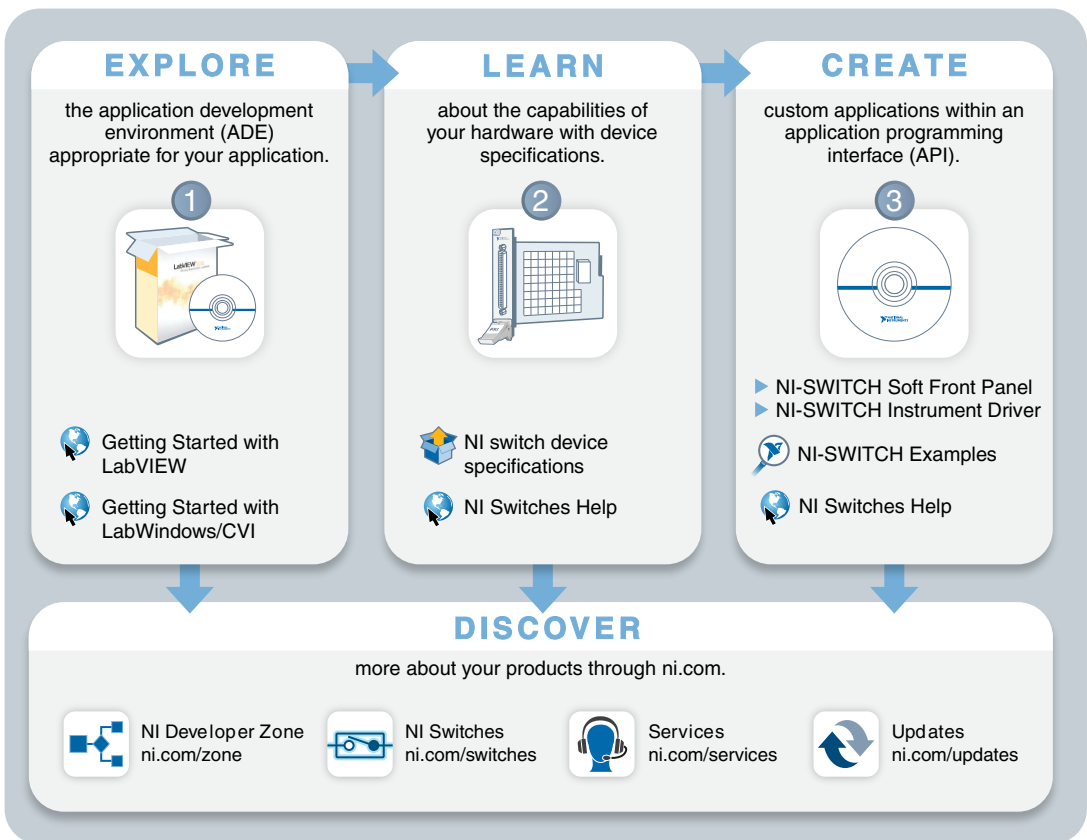 EXPLORE
the application development
environment (ADE)
appropriate for your application.
1
LabVIEW
Getting Started with
LabVIEW
Getting Started with
LabWindows/CVI
LEARN
about the capabilities of
your hardware with device
specifications.
2
NI switch device
specifications
NI Switches Help
CREATE
custom applications within an
application programming
interface (API).
3
NATIONAL
INSTRUMENTS
NI-SWITCH Soft Front Panel
NI-SWITCH Instrument Driver
NI-SWITCH Examples
NI Switches Help
DISCOVER
more about your products through ni.com.
NI Developer Zone
ni.com/zone
NI Switches
ni.com/switches
Services
ni.com/services
Updates
ni.com/updates